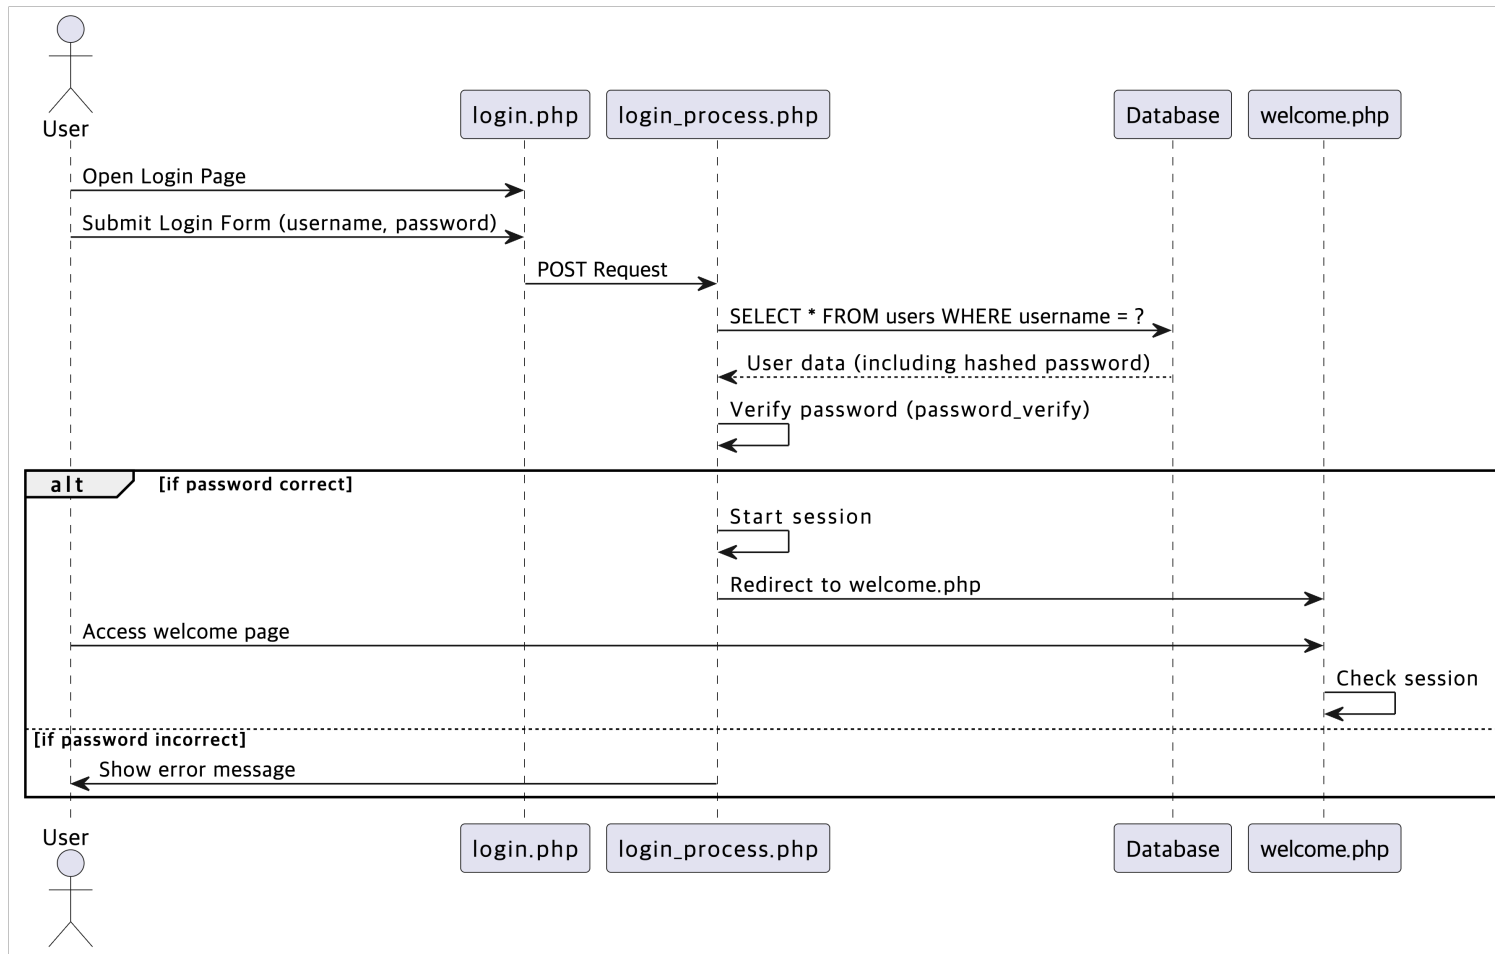 User
login.php
login_process.php
Database
welcome.php
Open Login Page
Submit Login Form (username, password)
POST Request
SELECT * FROM users WHERE username = ?
User data (including hashed password)
Verify password (password_verify)
alt
[if password correct]
Start session
Redirect to welcome.php
Access welcome page
Check session
[if password incorrect]
Show error message
User
login.php
login_process.php
Database
welcome.php